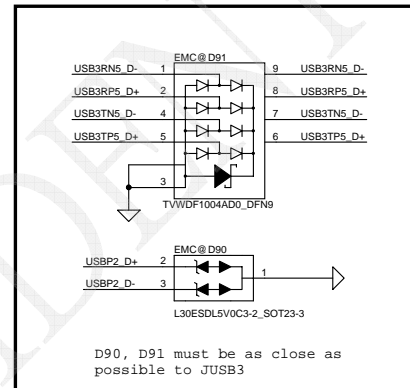 EMC@D91
USB3RN5_D- 1 9 USB3RN5_D-
USB3RP5_D+ 2 8 USB3RP5_D+
USB3TN5_D- 4 7 USB3TN5_D-
USB3TP5_D+ 5 6 USB3TP5_D+
3
TVWDF1004AD0_DFN9
EMC@D90
USBP2_D+ 2
1
USBP2_D- 3
L30ESDL5V0C3-2_SOT23-3
D90, D91 must be as close as
possible to JUSB3